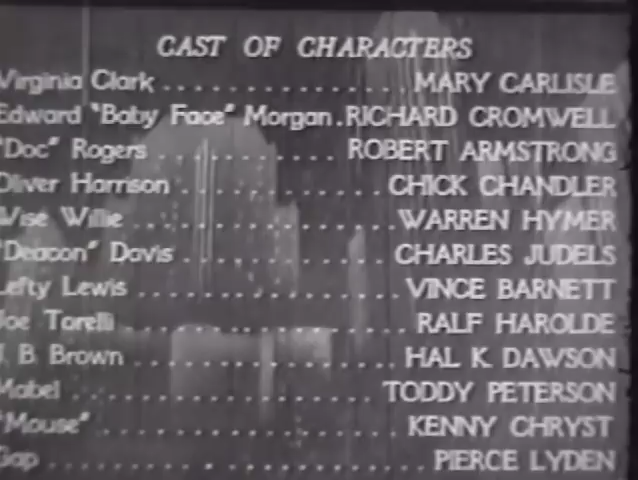 CAST OF CHARACTERS
Virginia Clark . . . . . . . . . . . . . . . MARY CARLISLE
Edward "Baby Face" Morgan . RICHARD CROMWELL
"Doc" Rogers . . . . . . . . . . . ROBERT ARMSTRONG
Oliver Harrison . . . . . . . . . . . CHICK CHANDLER
Wise Willie . . . . . . . . . . . . . . . WARREN HYMER
"Deacon" Davis . . . . . . . . . . . . CHARLES JUDELS
Lefty Lewis . . . . . . . . . . . . . . . VINCE BARNETT
Joe Torelli . . . . . . . . . . . . . . . . RALF HAROLDE
J. B. Brown . . . . . . . . . . . . . . . HAL K. DAWSON
Mabel . . . . . . . . . . . . . . . . . TODDY PETERSON
"Mouse" . . . . . . . . . . . . . . . . . KENNY CHRYST
Gap . . . . . . . . . . . . . . . . . . . . . PIERCE LYDEN